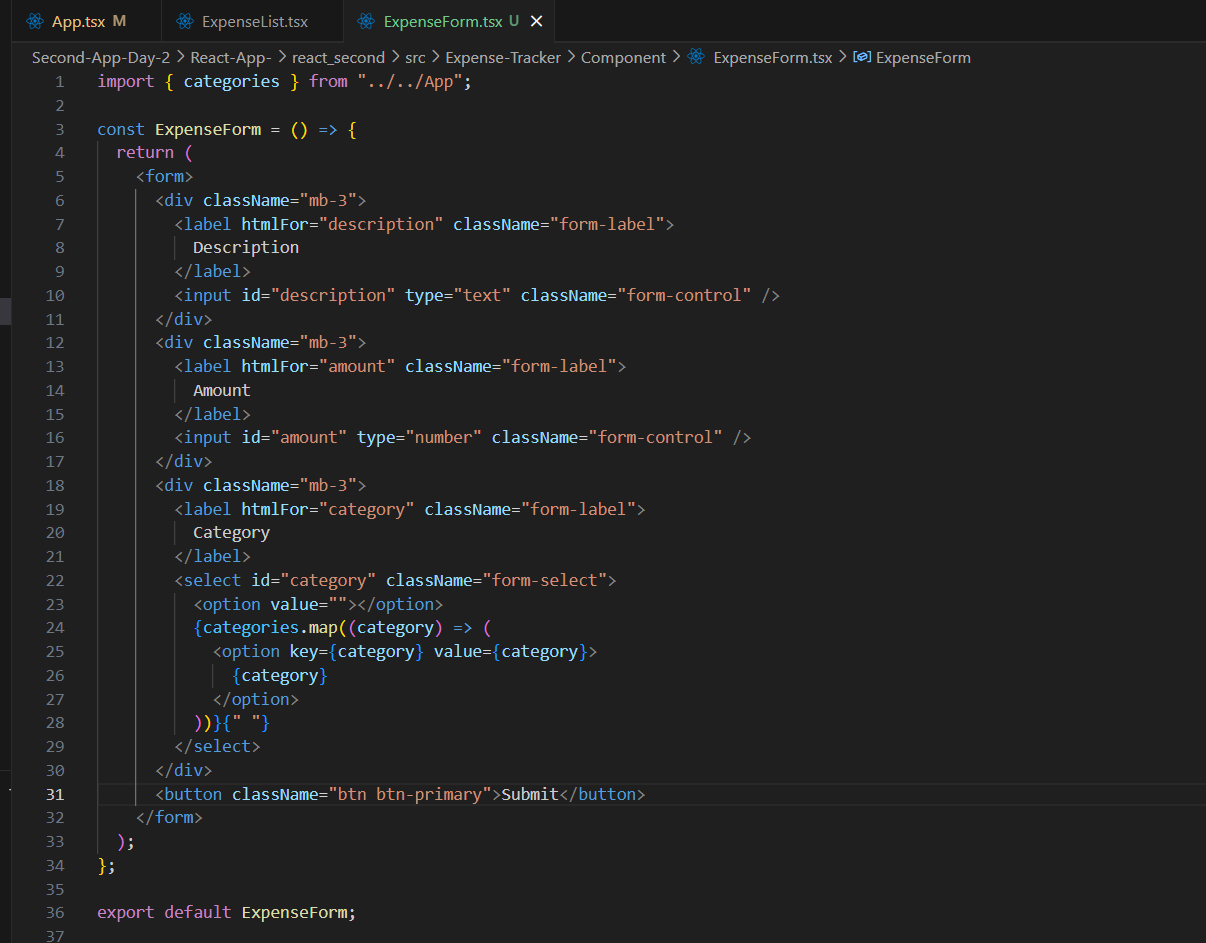 App.tsx M ExpenseList.tsx ExpenseForm.tsx U
Second-App-Day-2 > React-App- > react_second > src > Expense-Tracker > Component > ExpenseForm.tsx > ExpenseForm
1 import { categories } from "../../App";
2
3 const ExpenseForm = () => {
4   return (
5     <form>
6       <div className="mb-3">
7         <label htmlFor="description" className="form-label">
8           Description
9         </label>
10         <input id="description" type="text" className="form-control" />
11       </div>
12       <div className="mb-3">
13         <label htmlFor="amount" className="form-label">
14           Amount
15         </label>
16         <input id="amount" type="number" className="form-control" />
17       </div>
18       <div className="mb-3">
19         <label htmlFor="category" className="form-label">
20           Category
21         </label>
22         <select id="category" className="form-select">
23           <option value=""></option>
24           {categories.map((category) => (
25             <option key={category} value={category}>
26               {category}
27             </option>
28           ))}{" "}
29         </select>
30       </div>
31       <button className="btn btn-primary">Submit</button>
32     </form>
33   );
34 };
35
36 export default ExpenseForm;
37